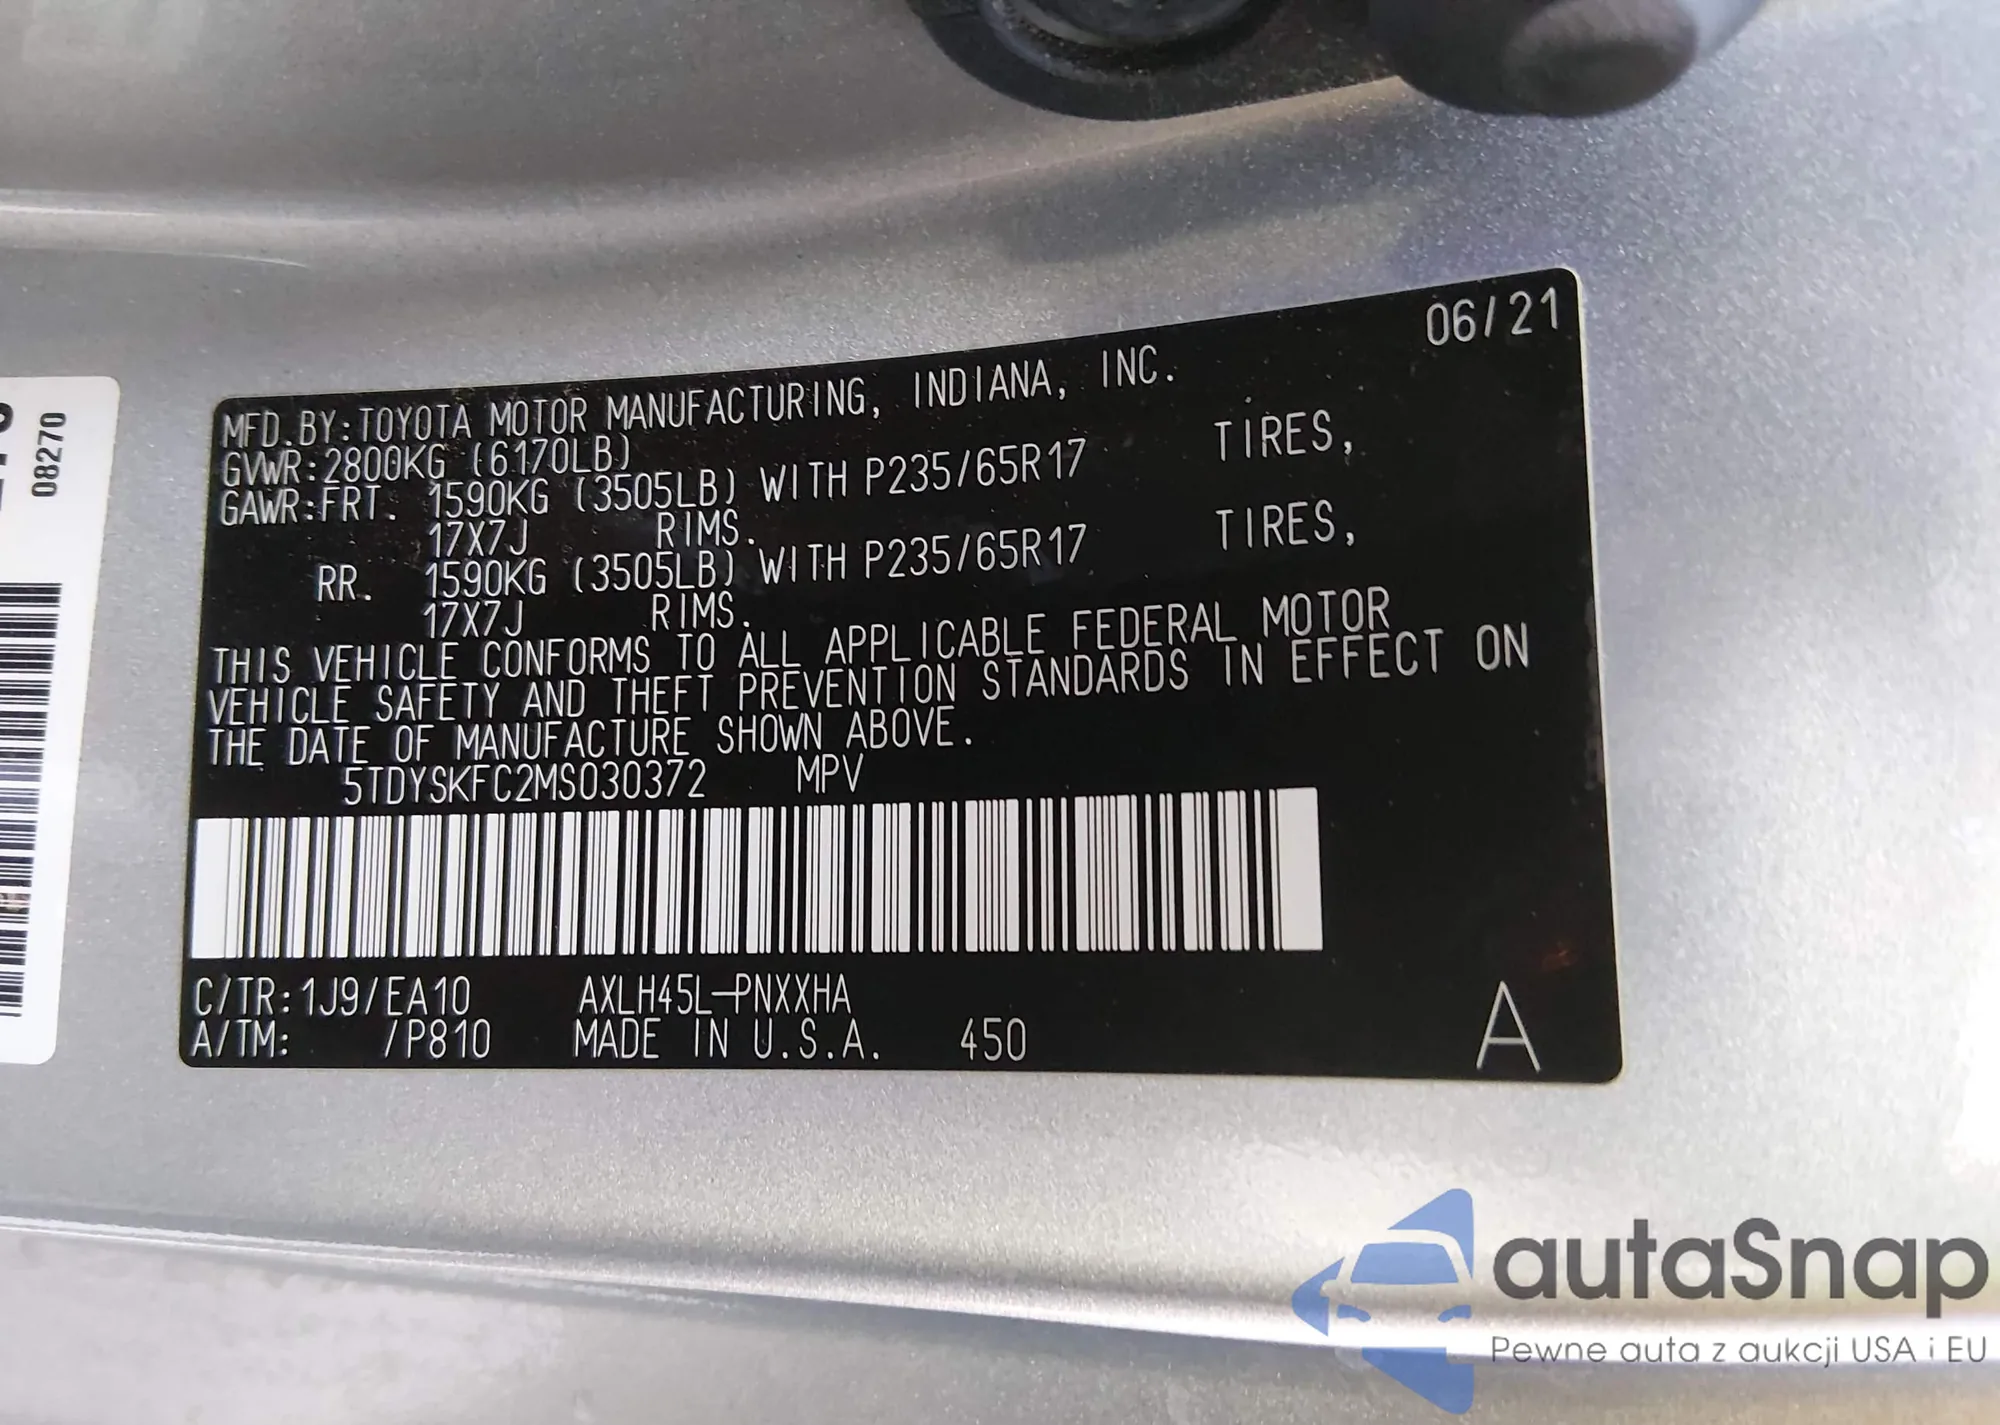 06/21
MFD.BY:TOYOTA MOTOR MANUFACTURING, INDIANA, INC.
GVWR:2800KG (6170LB)
GAWR:FRT. 1590KG (3505LB) WITH P235/65R17 TIRES,
17X7J RIMS.
RR. 1590KG (3505LB) WITH P235/65R17 TIRES,
17X7J RIMS.
THIS VEHICLE CONFORMS TO ALL APPLICABLE FEDERAL MOTOR
VEHICLE SAFETY AND THEFT PREVENTION STANDARDS IN EFFECT ON
THE DATE OF MANUFACTURE SHOWN ABOVE.
5TDYSKFC2MS030372 MPV
C/TR:1J9/EA10 AXLH45L-PNXXHA
A/TM: /P810 MADE IN U.S.A. 450 A
08270
autaSnap
Pewne auta z aukcji USA i EU